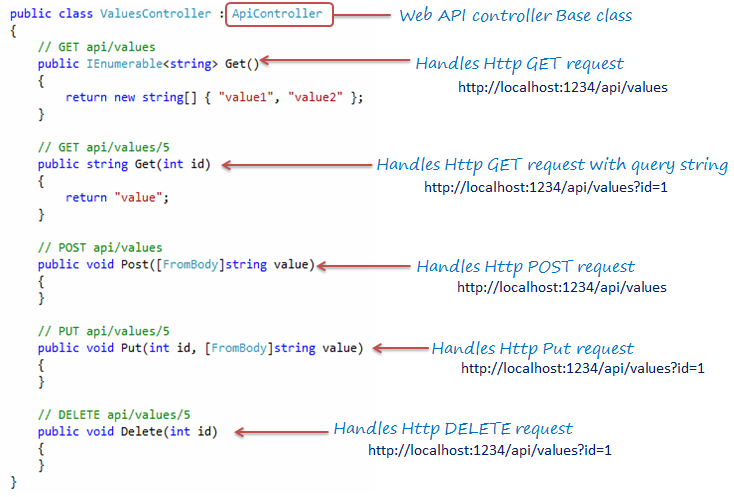 public class ValuesController : ApiController Web API controller Base class
{
// GET api/values
public IEnumerable<string> Get() Handles Http GET request
{ http://localhost:1234/api/values
return new string[] { "value1", "value2" };
}
// GET api/values/5
public string Get(int id) Handles Http GET request with query string
{ http://localhost:1234/api/values?id=1
return "value";
}
// POST api/values
public void Post([FromBody]string value) Handles Http POST request
{ http://localhost:1234/api/values
}
// PUT api/values/5
public void Put(int id, [FromBody]string value) Handles Http Put request
{ http://localhost:1234/api/values?id=1
}
// DELETE api/values/5
public void Delete(int id) Handles Http DELETE request
{ http://localhost:1234/api/values?id=1
}
}